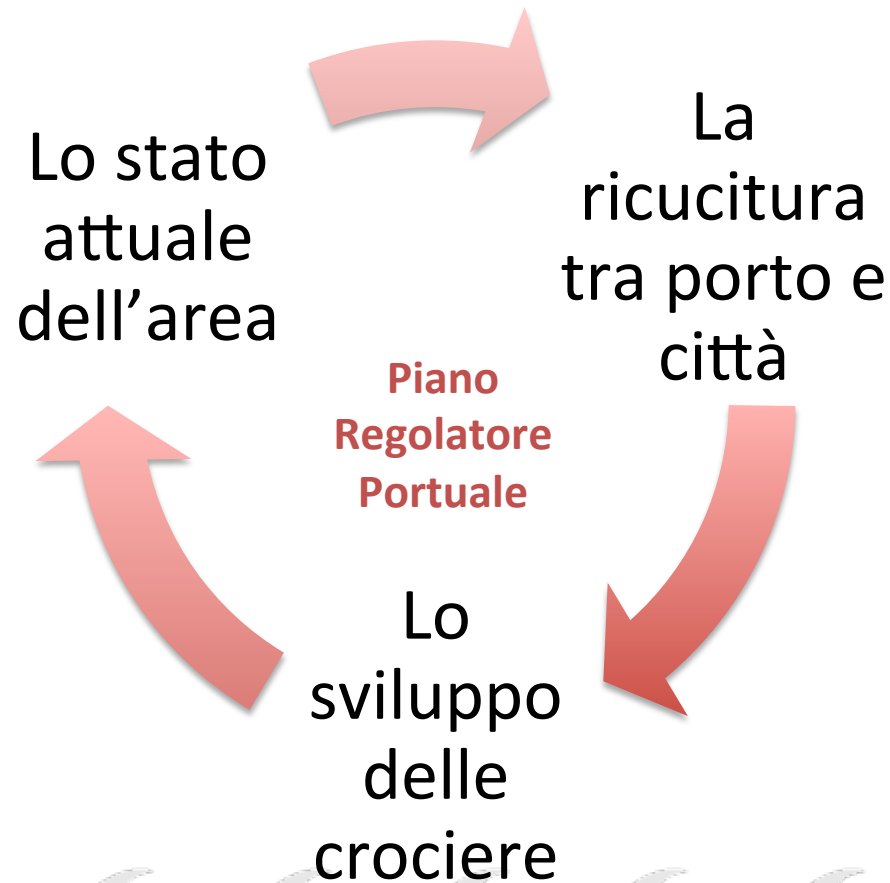 Lo stato
attuale
dell’area
La
ricucitura
tra porto e
città
Piano
Regolatore
Portuale
Lo
sviluppo
delle
crociere